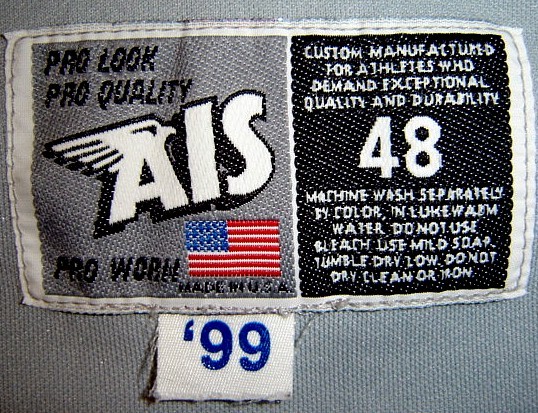 PRO LOOK
PRO QUALITY
AIS
PRO WORN
MADE IN U.S.A.
CUSTOM MANUFACTURED
FOR ATHLETES WHO
DEMAND EXCEPTIONAL
QUALITY AND DURABILITY
48
MACHINE WASH SEPARATELY
BY COLOR, IN LUKEWARM
WATER. DO NOT USE
BLEACH USE MILD SOAP.
TUMBLE DRY LOW. DO NOT
DRY CLEAN OR IRON
'99